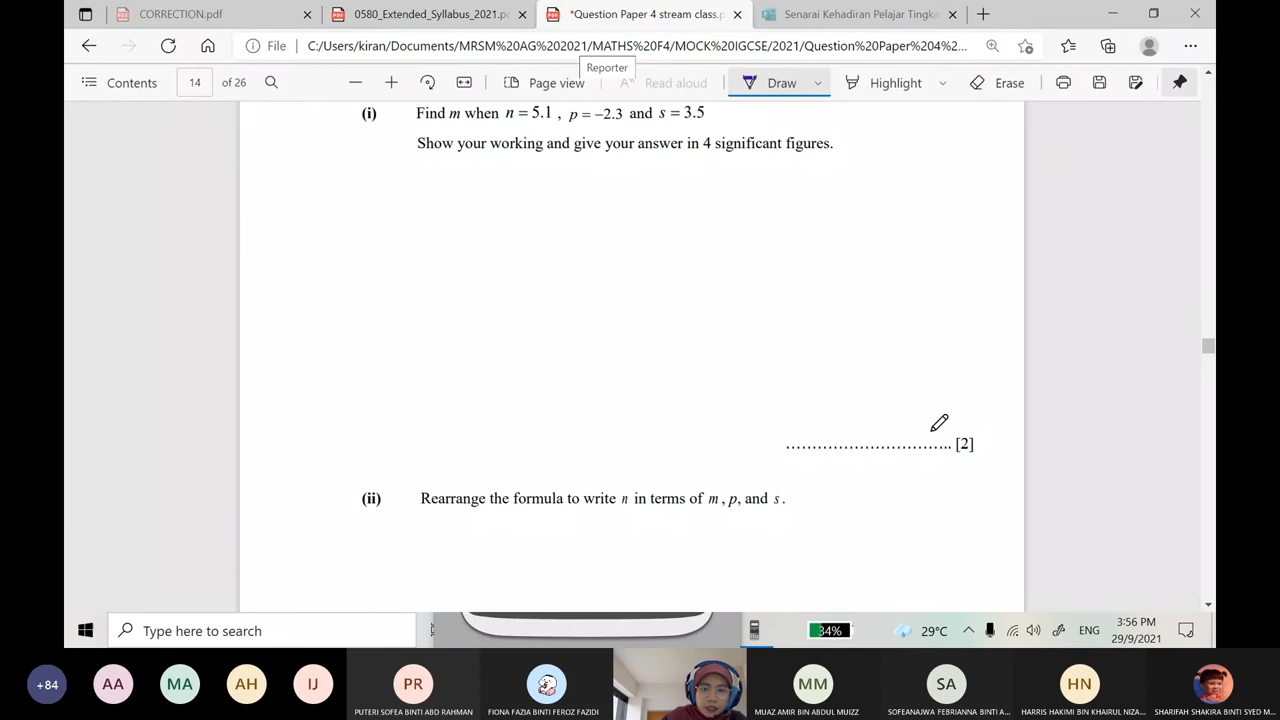 CORRECTION.pdf
0580_Extended_Syllabus_2021.p
*Question Paper 4 stream class.p
Senarai Kehadiran Pelajar Tingka
File
C:/Users/kiran/Documents/MRSM%20AG%202021/MATHS%20F4/MOCK%20IGCSE/2021/Question%20Paper%204%2...
Reporter
Contents
14
of 26
Page view
Read aloud
Draw
Highlight
Erase
(i) Find m when n = 5.1 , p = −2.3 and s = 3.5
Show your working and give your answer in 4 significant figures.
................................ [2]
(ii) Rearrange the formula to write n in terms of m , p, and s .
Type here to search
34%
29°C
ENG
3:56 PM
29/9/2021
+84
AA
MA
AH
IJ
PR
MM
SA
HN
PUTERI SOFEA BINTI ABD RAHMAN
FIONA FAZIA BINTI FEROZ FAZIDI
MUAZ AMIR BIN ABDUL MUIZZ
SOFEANAJWA FEBRIANNA BINTI A...
HARRIS HAKIMI BIN KHAIRUL NIZA...
SHARIFAH SHAKIRA BINTI SYED M...